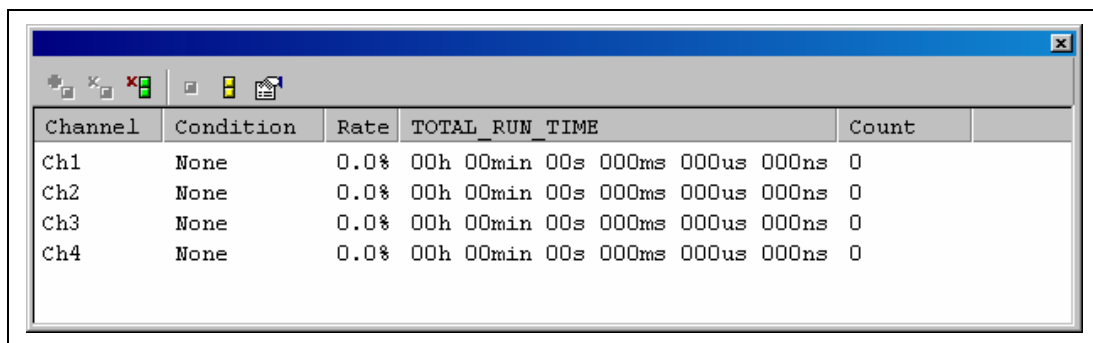 Channel Condition Rate TOTAL_RUN_TIME Count
Ch1 None 0.0% 00h 00min 00s 000ms 000us 000ns 0
Ch2 None 0.0% 00h 00min 00s 000ms 000us 000ns 0
Ch3 None 0.0% 00h 00min 00s 000ms 000us 000ns 0
Ch4 None 0.0% 00h 00min 00s 000ms 000us 000ns 0